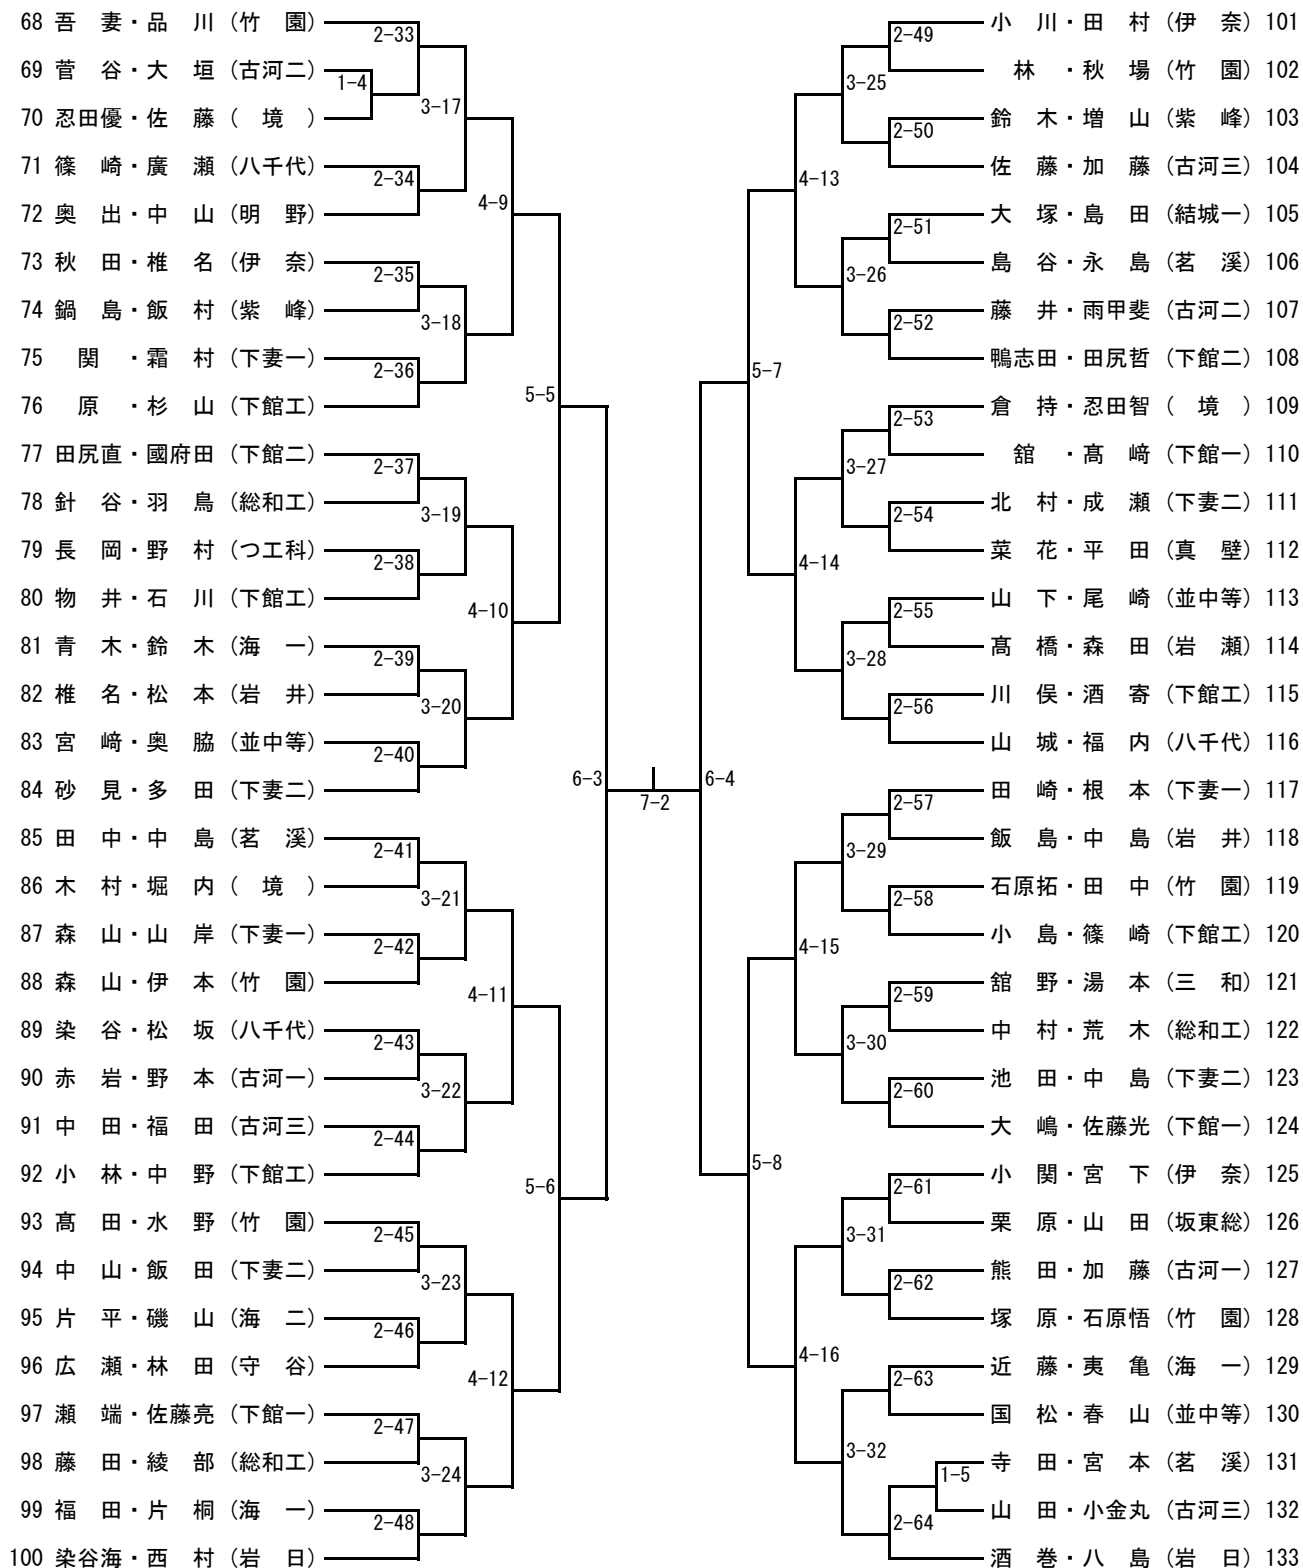 68 吾　妻・品　川（竹　園）
69 菅　谷・大　垣（古河二）
70 忍田優・佐　藤（　境　）
71 篠　崎・廣　瀬（八千代）
72 奥　出・中　山（明　野）
73 秋　田・椎　名（伊　奈）
74 鍋　島・飯　村（紫　峰）
75 　関　・霜　村（下妻一）
76 　原　・杉　山（下館工）
77 田尻直・國府田（下館二）
78 針　谷・羽　鳥（総和工）
79 長　岡・野　村（つ工科）
80 物　井・石　川（下館工）
81 青　木・鈴　木（海　一）
82 椎　名・松　本（岩　井）
83 宮　﨑・奥　脇（並中等）
84 砂　見・多　田（下妻二）
85 田　中・中　島（茗　溪）
86 木　村・堀　内（　境　）
87 森　山・山　岸（下妻一）
88 森　山・伊　本（竹　園）
89 染　谷・松　坂（八千代）
90 赤　岩・野　本（古河一）
91 中　田・福　田（古河三）
92 小　林・中　野（下館工）
93 髙　田・水　野（竹　園）
94 中　山・飯　田（下妻二）
95 片　平・磯　山（海　二）
96 広　瀬・林　田（守　谷）
97 瀬　端・佐藤亮（下館一）
98 藤　田・綾　部（総和工）
99 福　田・片　桐（海　一）
100 染谷海・西　村（岩　日）
1-4
2-33
2-34
2-35
2-36
2-37
2-38
2-39
2-40
2-41
2-42
2-43
2-44
2-45
2-46
2-47
2-48
3-17
3-18
3-19
3-20
3-21
3-22
3-23
3-24
4-9
4-10
4-11
4-12
5-5
5-6
6-3
7-2
6-4
5-7
5-8
4-13
4-14
4-15
4-16
3-25
3-26
3-27
3-28
3-29
3-30
3-31
3-32
2-49
2-50
2-51
2-52
2-53
2-54
2-55
2-56
2-57
2-58
2-59
2-60
2-61
2-62
2-63
2-64
1-5
小　川・田　村（伊　奈）101
　林　・秋　場（竹　園）102
鈴　木・増　山（紫　峰）103
佐　藤・加　藤（古河三）104
大　塚・島　田（結城一）105
島　谷・永　島（茗　溪）106
藤　井・雨甲斐（古河二）107
鴨志田・田尻哲（下館二）108
倉　持・忍田智（　境　）109
　舘　・髙　﨑（下館一）110
北　村・成　瀬（下妻二）111
菜　花・平　田（真　壁）112
山　下・尾　崎（並中等）113
髙　橋・森　田（岩　瀬）114
川　俣・酒　寄（下館工）115
山　城・福　内（八千代）116
田　崎・根　本（下妻一）117
飯　島・中　島（岩　井）118
石原拓・田　中（竹　園）119
小　島・篠　崎（下館工）120
舘　野・湯　本（三　和）121
中　村・荒　木（総和工）122
池　田・中　島（下妻二）123
大　嶋・佐藤光（下館一）124
小　関・宮　下（伊　奈）125
栗　原・山　田（坂東総）126
熊　田・加　藤（古河一）127
塚　原・石原悟（竹　園）128
近　藤・夷　亀（海　一）129
国　松・春　山（並中等）130
寺　田・宮　本（茗　溪）131
山　田・小金丸（古河三）132
酒　巻・八　島（岩　日）133